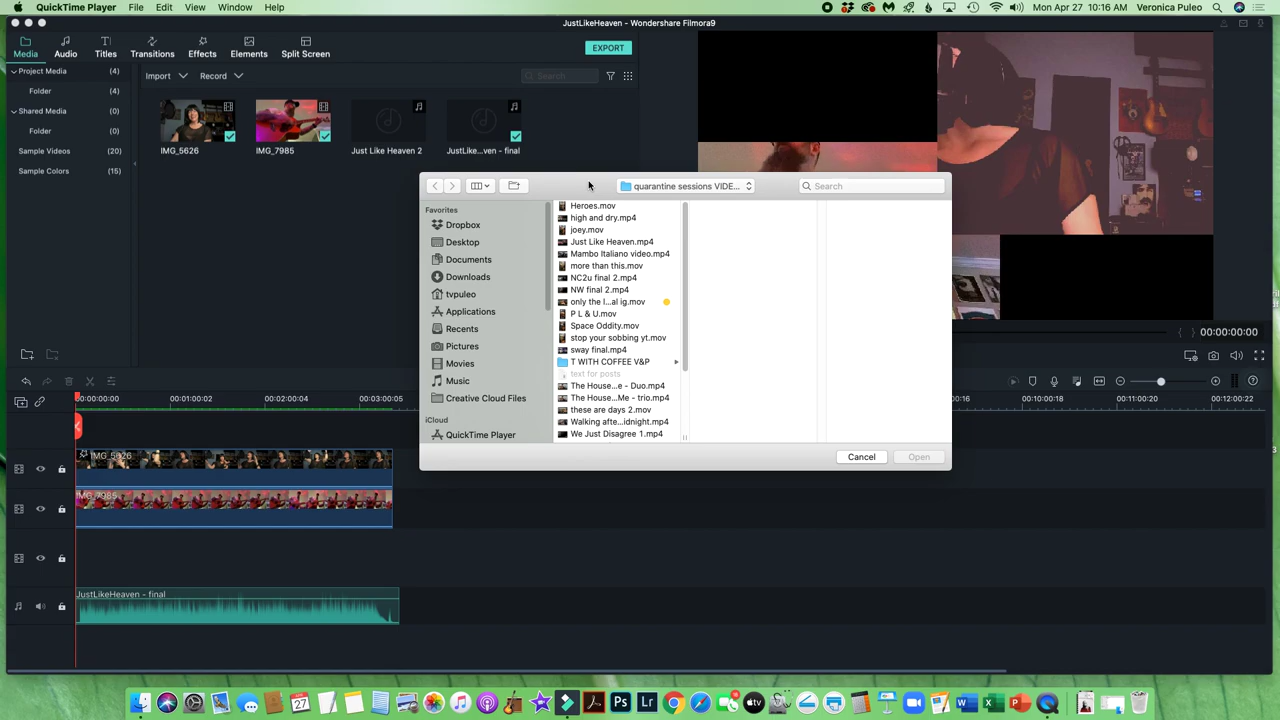 QuickTime Player File Edit View Window Help
Mon Apr 27 10:16 AM Veronica Puleo
JustLikeHeaven - Wondershare Filmora9
Media Audio Titles Transitions Effects Elements Split Screen
EXPORT
Project Media (4)
Folder (4)
Shared Media (0)
Folder (0)
Sample Videos (20)
Sample Colors (15)
Import Record
Search
IMG_5626
IMG_7985
Just Like Heaven 2
JustLike...ven - final
quarantine sessions VIDE...
Search
Favorites
Dropbox
Desktop
Documents
Downloads
tvpuleo
Applications
Recents
Pictures
Movies
Music
Creative Cloud Files
iCloud
QuickTime Player
Heroes.mov
high and dry.mp4
joey.mov
Just Like Heaven.mp4
Mambo Italiano video.mp4
more than this.mov
NC2u final 2.mp4
NW final 2.mp4
only the l...al ig.mov
P L & U.mov
Space Oddity.mov
stop your sobbing yt.mov
sway final.mp4
T WITH COFFEE V&P
text for posts
The House...e - Duo.mp4
The House...Me - trio.mp4
these are days 2.mov
Walking afte...idnight.mp4
We Just Disagree 1.mp4
Cancel
Open
00:00:00:00
00:00:00:00 00:01:00:02 00:02:00:04 00:03:00:05
00:10:00:18 00:11:00:20 00:12:00:22
IMG_5626
IMG_7985
JustLikeHeaven - final
27
Ps
Lr
tv